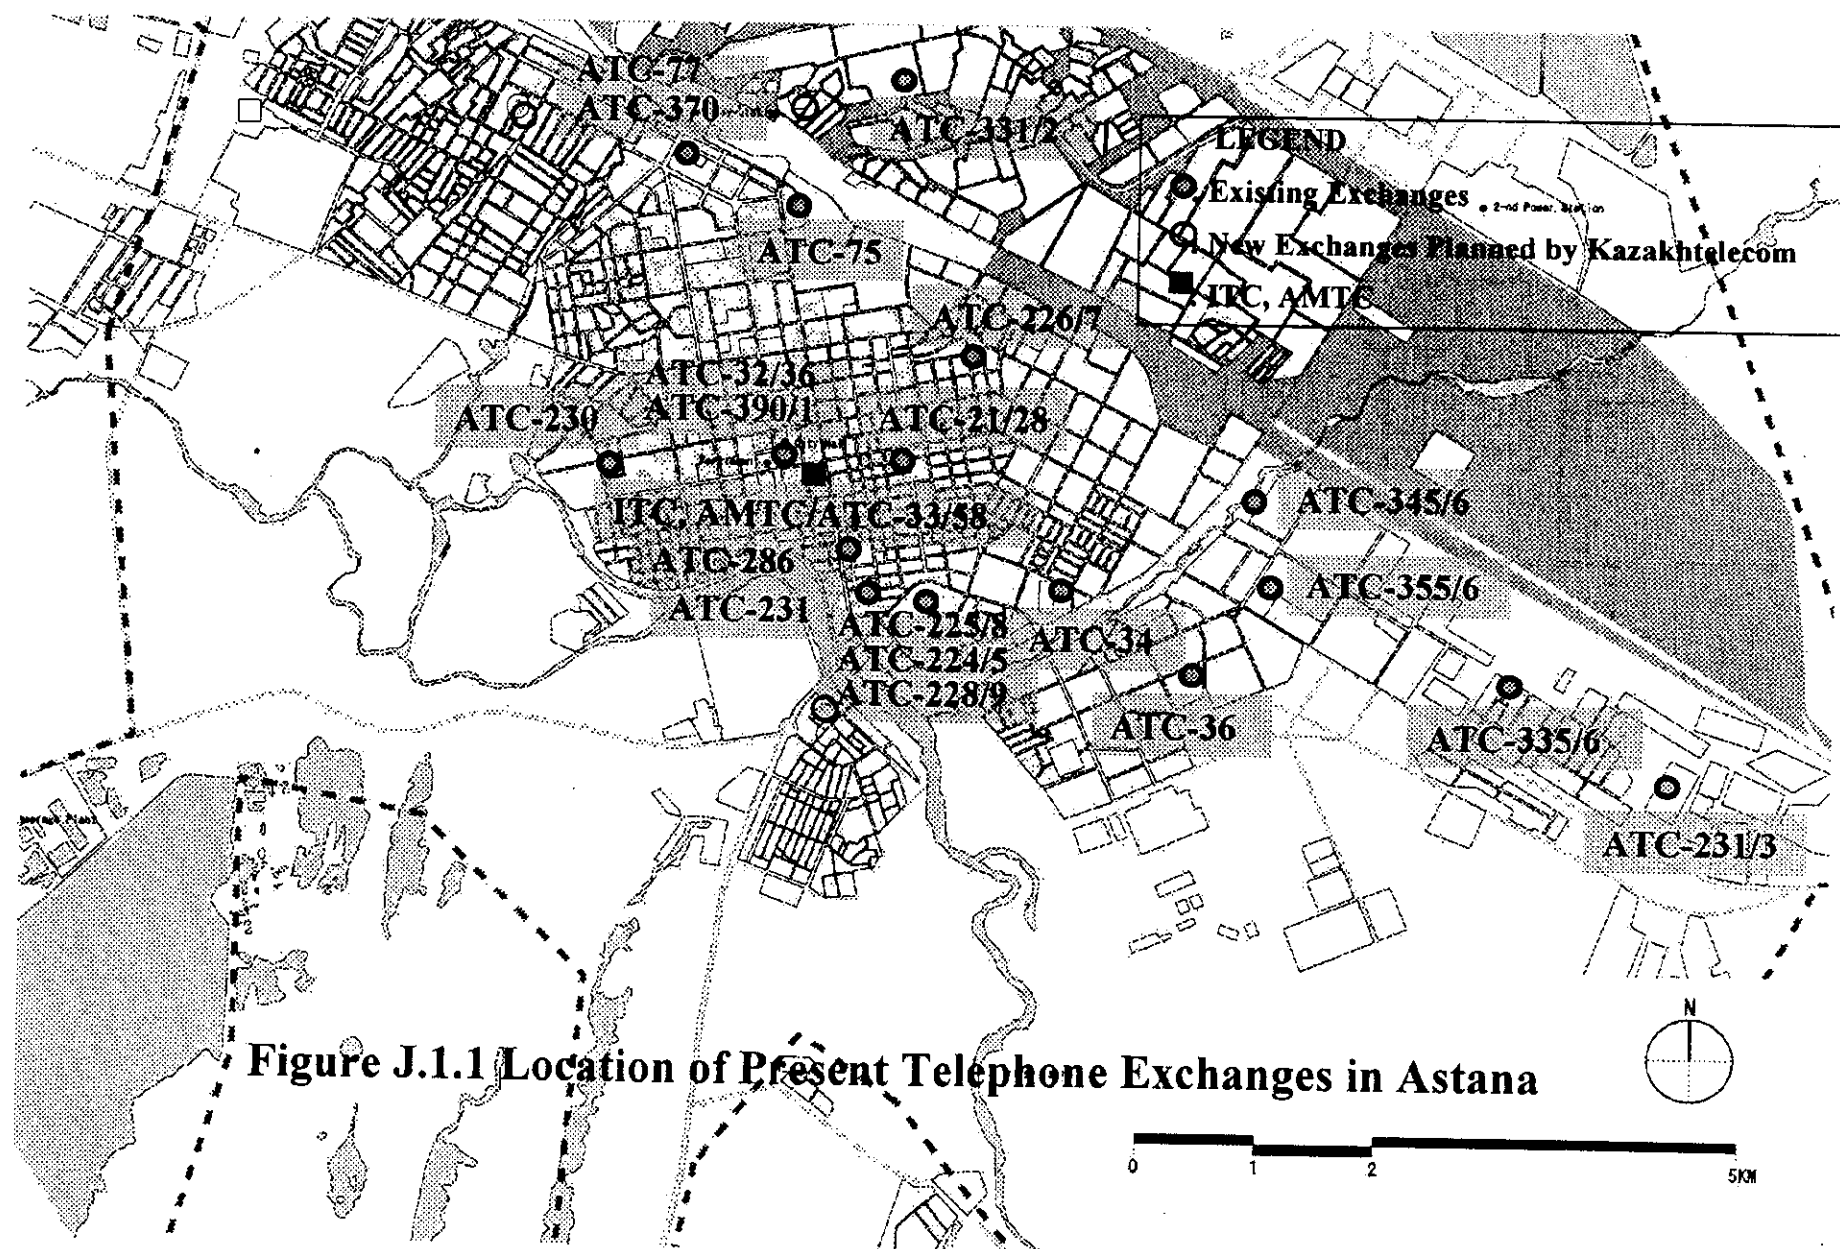 ATC-77
ATC-370
ATC-331/2
LEGEND
Existing Exchanges
2-nd Power Station
New Exchanges Planned by Kazakhtelecom
ITC, AMTC
ATC-75
ATC-226/7
ATC-32/36
ATC-390/1
ATC-230
ATC-21/28
ITC, AMTC/ATC-33/58
ATC-286
ATC-231
ATC-345/6
ATC-355/6
ATC-225/8
ATC-224/5
ATC-228/9
ATC-34
ATC-36
ATC-335/6
ATC-231/3
N
Figure J.1.1 Location of Present Telephone Exchanges in Astana
0 1 2 5KM